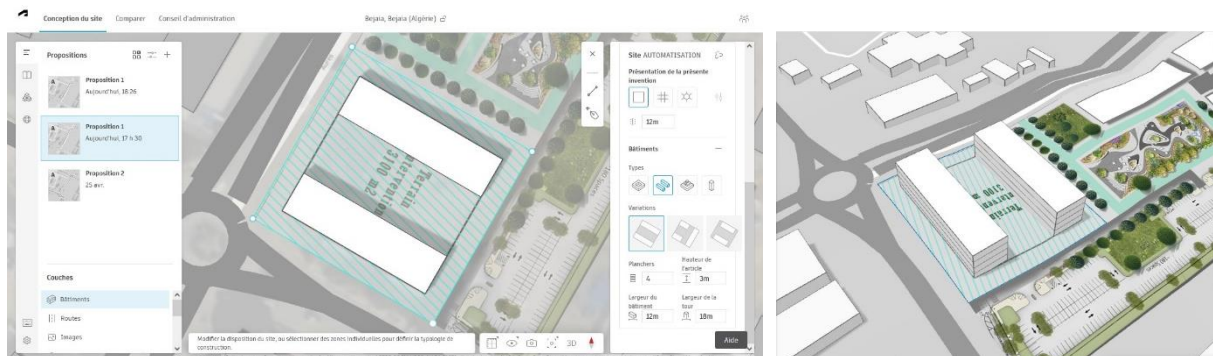 Conception du site Comparer Conseil d'administration Bejaia, Bejaia (Algérie)
Propositions
Proposition 1
Aujourd'hui, 18 26
Proposition 1
Aujourd'hui, 17 h 30
Proposition 2
25 avr.
Couches
Bâtiments
Routes
Images
Terrain
3100 m2
Modifier la disposition du site, au sélectionner des zones individuelles pour définir la typologie de
construction.
3D
Site AUTOMATISATION
Présentation de la présente
invention
12m
Bâtiments
Types
Variations
Planchers
Hauteur de
l'article
4
3m
Largeur du
bâtiment
Largeur de la
tour
12m
18m
Aide
Terrain
3100 m2